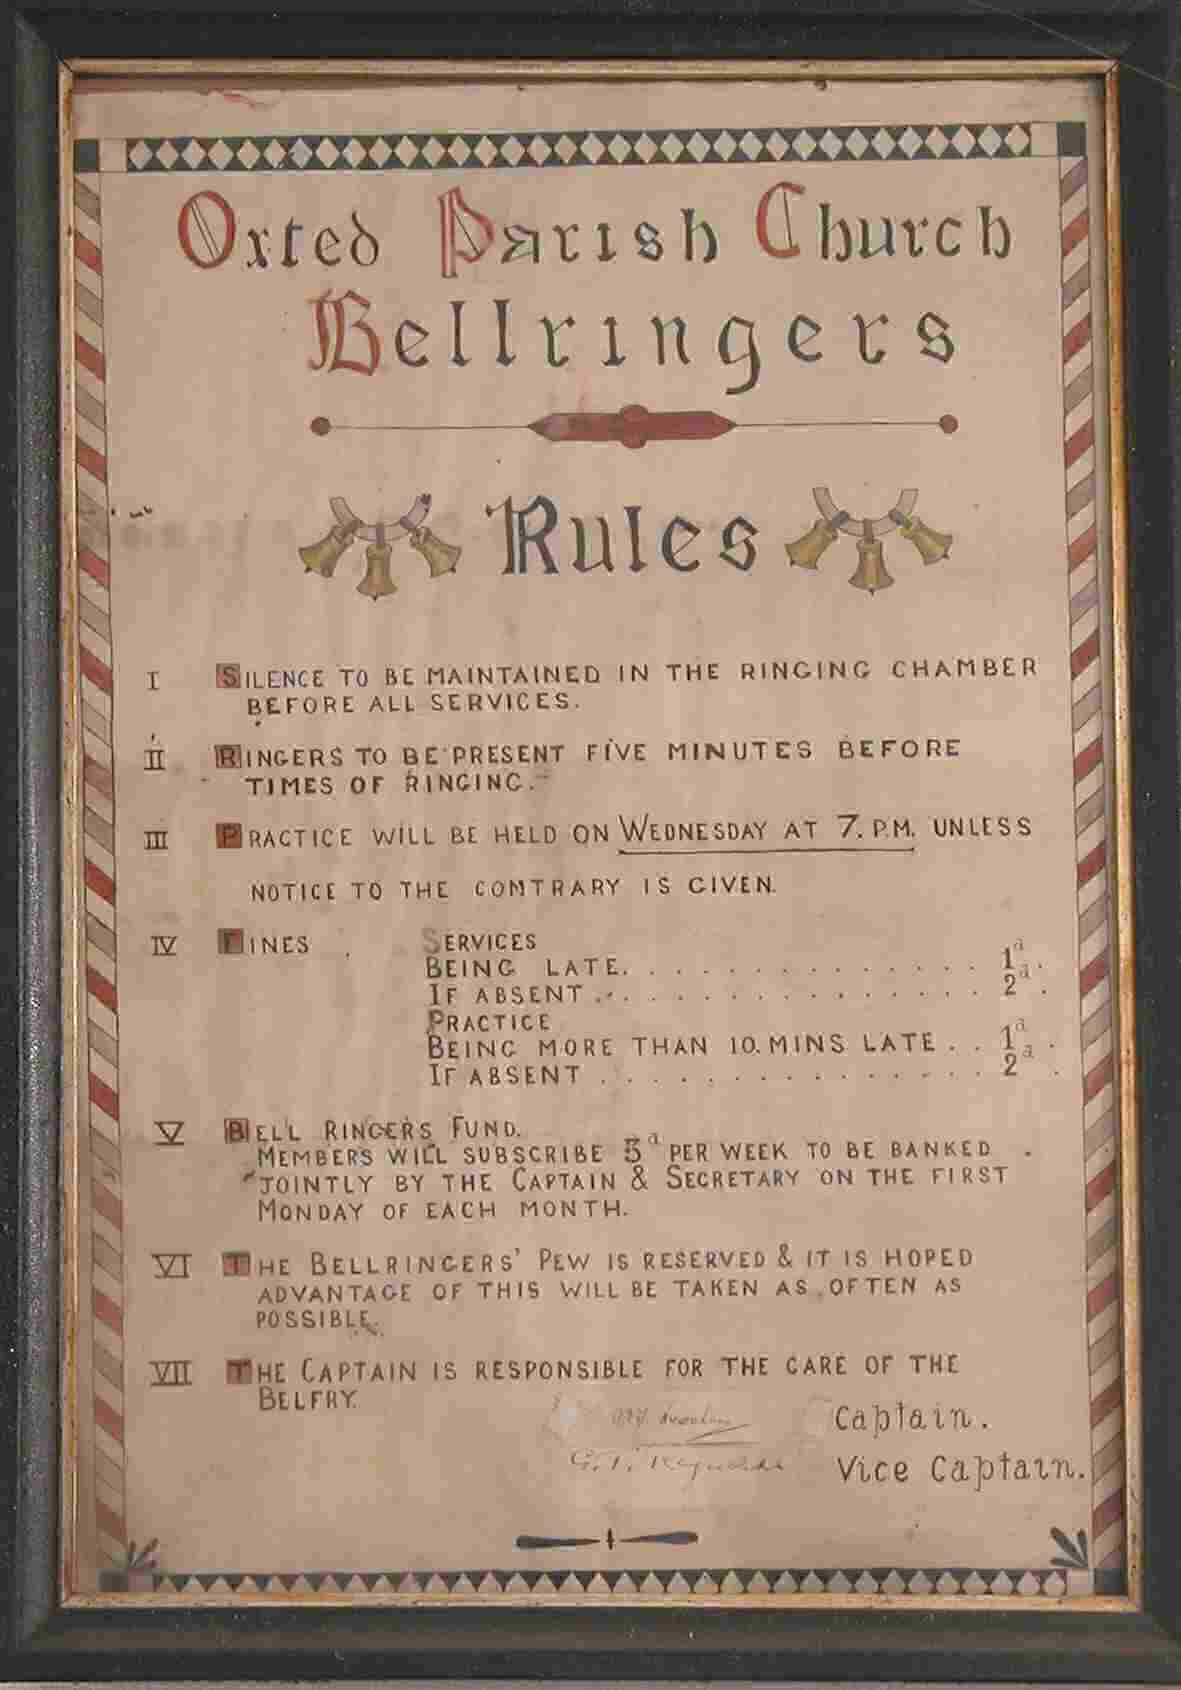 Oxted Parish Church
Bellringers
Rules
I SILENCE TO BE MAINTAINED IN THE RINGING CHAMBER
BEFORE ALL SERVICES.
II RINGERS TO BE PRESENT FIVE MINUTES BEFORE
TIMES OF RINGING.
III PRACTICE WILL BE HELD ON WEDNESDAY AT 7. P.M. UNLESS
NOTICE TO THE CONTRARY IS GIVEN.
IV FINES SERVICES
BEING LATE. . . . . . . . . . . . . . . 1d.
IF ABSENT . . . . . . . . . . . . . . . 2d.
PRACTICE
BEING MORE THAN 10. MINS LATE . . 1d.
IF ABSENT . . . . . . . . . . . . . . . 2d.
V BELL RINGERS FUND.
MEMBERS WILL SUBSCRIBE 3d PER WEEK TO BE BANKED
JOINTLY BY THE CAPTAIN & SECRETARY ON THE FIRST
MONDAY OF EACH MONTH.
VI THE BELLRINGERS' PEW IS RESERVED & IT IS HOPED
ADVANTAGE OF THIS WILL BE TAKEN AS OFTEN AS
POSSIBLE.
VII THE CAPTAIN IS RESPONSIBLE FOR THE CARE OF THE
BELFRY.
Captain.
G. T. Reynolds Vice Captain.